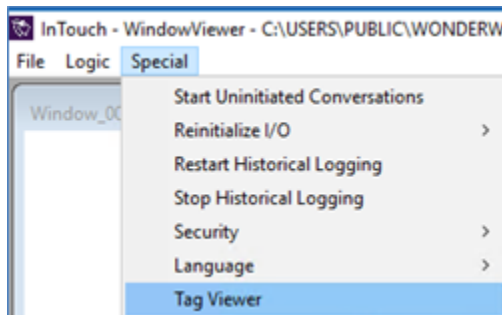 InTouch - WindowViewer - C:\USERS\PUBLIC\WONDERW
File Logic Special
Window_00
Start Uninitiated Conversations
Reinitialize I/O >
Restart Historical Logging
Stop Historical Logging
Security >
Language >
Tag Viewer